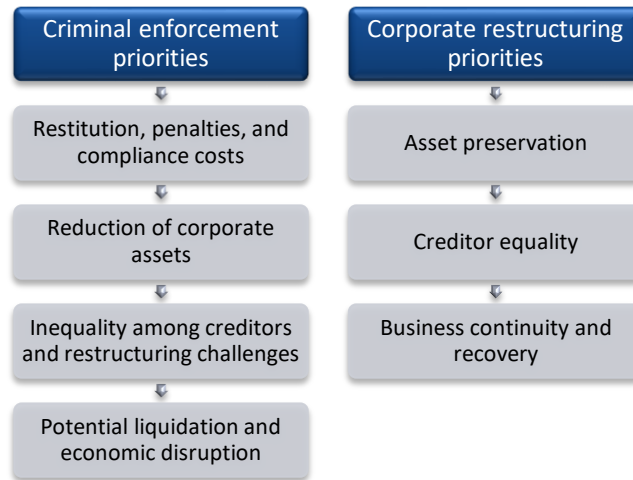 Criminal enforcement
priorities
Restitution, penalties, and
compliance costs
Reduction of corporate
assets
Inequality among creditors
and restructuring challenges
Potential liquidation and
economic disruption
Corporate restructuring
priorities
Asset preservation
Creditor equality
Business continuity and
recovery